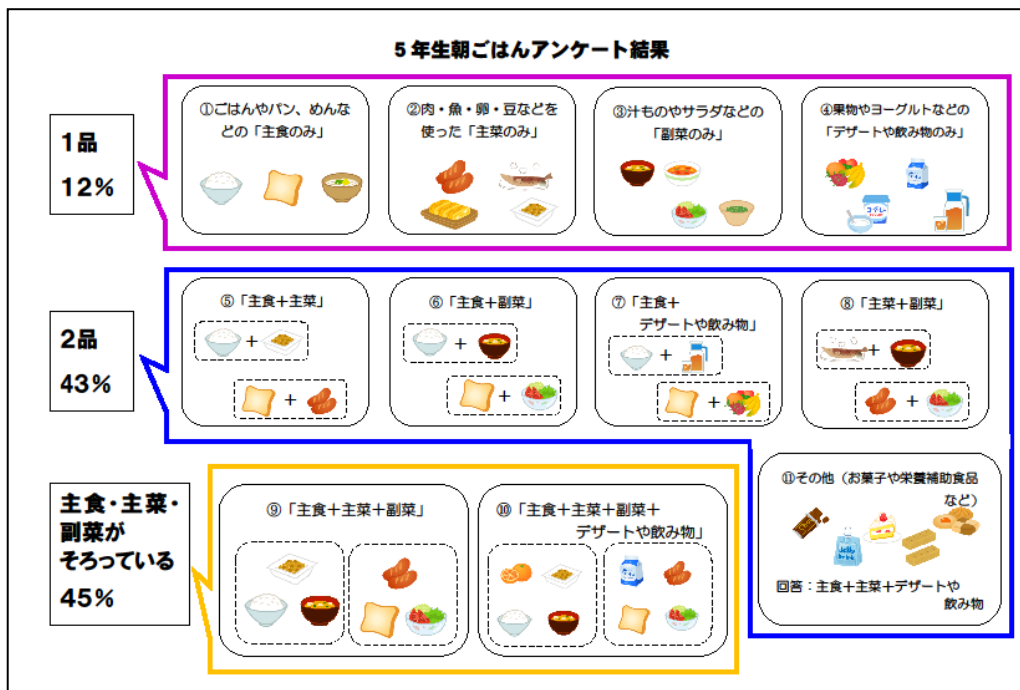 5年生朝ごはんアンケート結果
1品
12%
①ごはんやパン、めんな
どの「主食のみ」
②肉・魚・卵・豆などを
使った「主菜のみ」
③汁ものやサラダなどの
「副菜のみ」
④果物やヨーグルトなどの
「デザートや飲み物のみ」
2品
43%
⑤「主食+主菜」
+
+
⑥「主食+副菜」
+
+
⑦「主食+
デザートや飲み物」
+
+
⑧「主菜+副菜」
+
+
主食・主菜・
副菜が
そろっている
45%
⑨「主食+主菜+副菜」
⑩「主食+主菜+副菜+
デザートや飲み物」
⑪その他(お菓子や栄養補助食品
など)
回答:主食+主菜+デザートや
飲み物